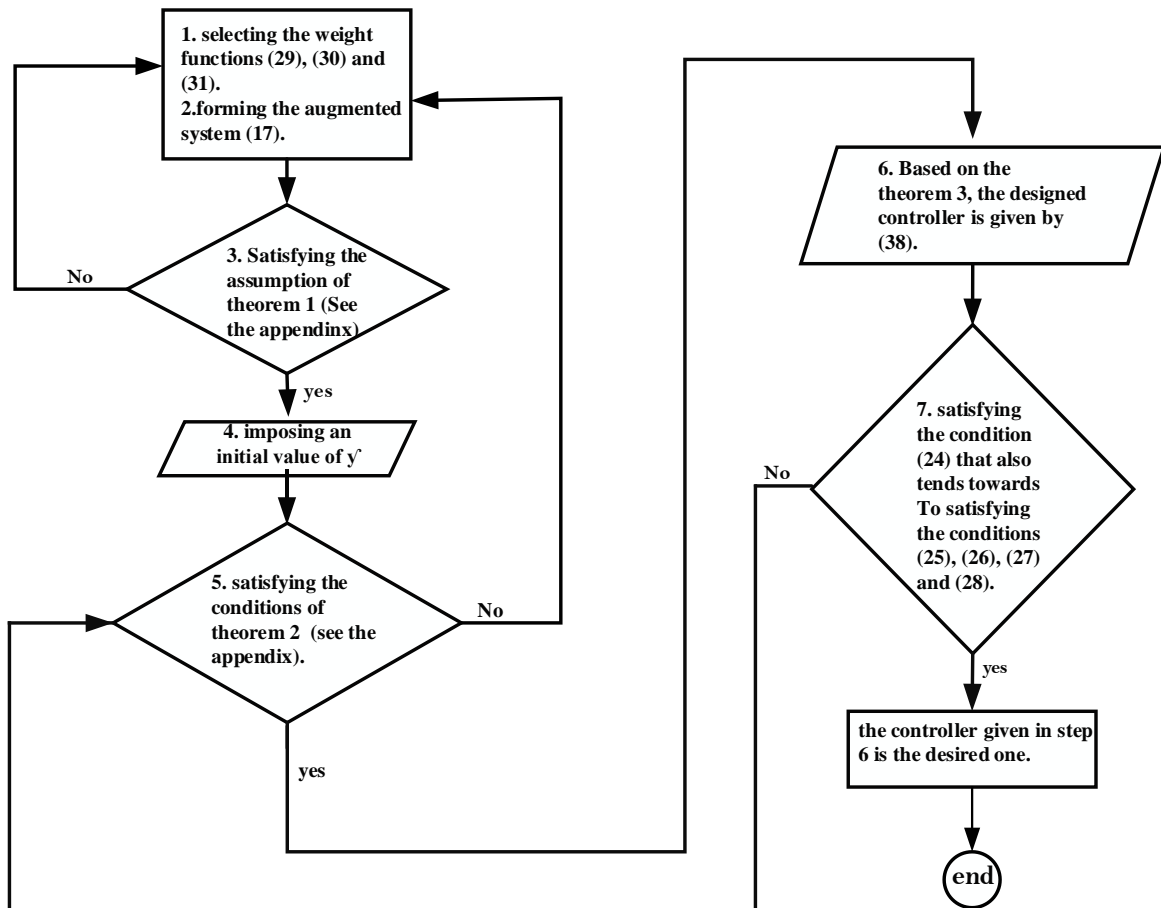 1. selecting the weight
functions (29), (30) and
(31).
2.forming the augmented
system (17).
No
3. Satisfying the
assumption of
theorem 1 (See
the appendinx)
yes
4. imposing an
initial value of γ
5. satisfying the
conditions of
theorem 2 (see the
appendix).
No
yes
6. Based on the
theorem 3, the designed
controller is given by
(38).
No
7. satisfying
the condition
(24) that also
tends towards
To satisfying
the conditions
(25), (26), (27)
and (28).
yes
the controller given in step
6 is the desired one.
end